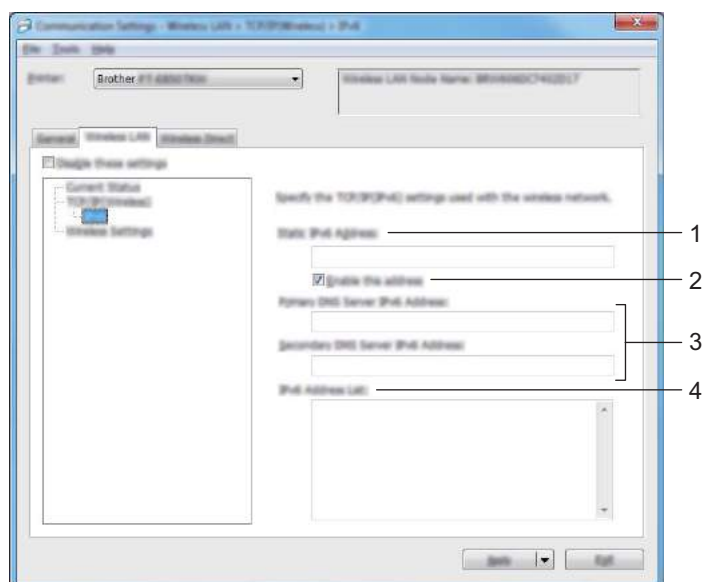 Communication Settings - Wireless LAN > TCP/IP(Wireless) > IPv6
File Tools Help
Printer:
Brother
Wireless LAN Node Name:
General Wireless LAN Wireless Direct
Disable these settings
Current Status
TCP/IP(Wireless)
IPv6
Wireless Settings
Specify the TCP/IP(IPv6) settings used with the wireless network.
Static IPv6 Address: 1
Enable this address 2
Primary DNS Server IPv6 Address:
3
Secondary DNS Server IPv6 Address:
IPv6 Address List: 4
Apply Exit